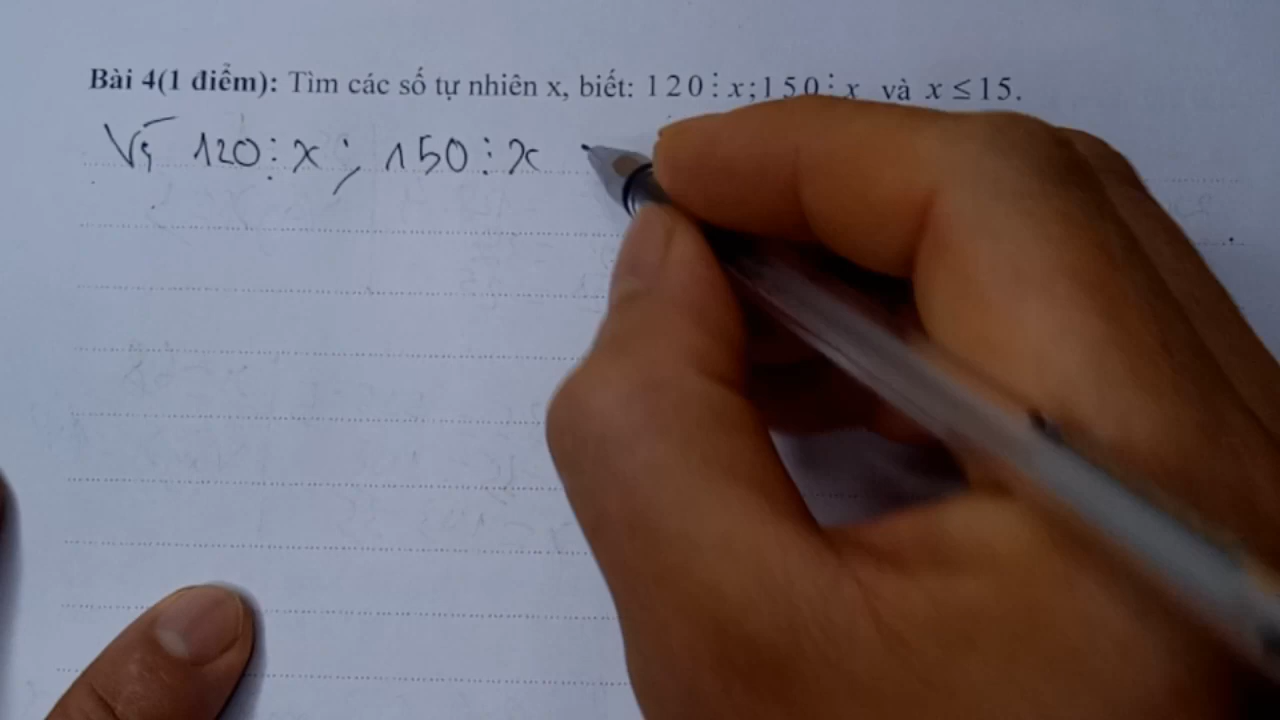 Bài 4(1 điểm): Tìm các số tự nhiên x, biết: 120⋮x;150⋮x và x ≤ 15.
Vì 120⋮x; 150⋮x